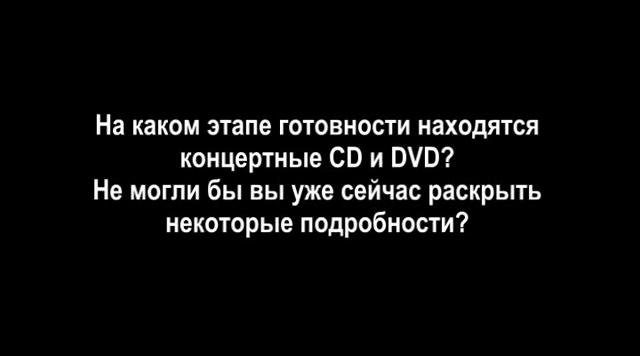 На каком этапе готовности находятся
концертные CD и DVD?
Не могли бы вы уже сейчас раскрыть
некоторые подробности?